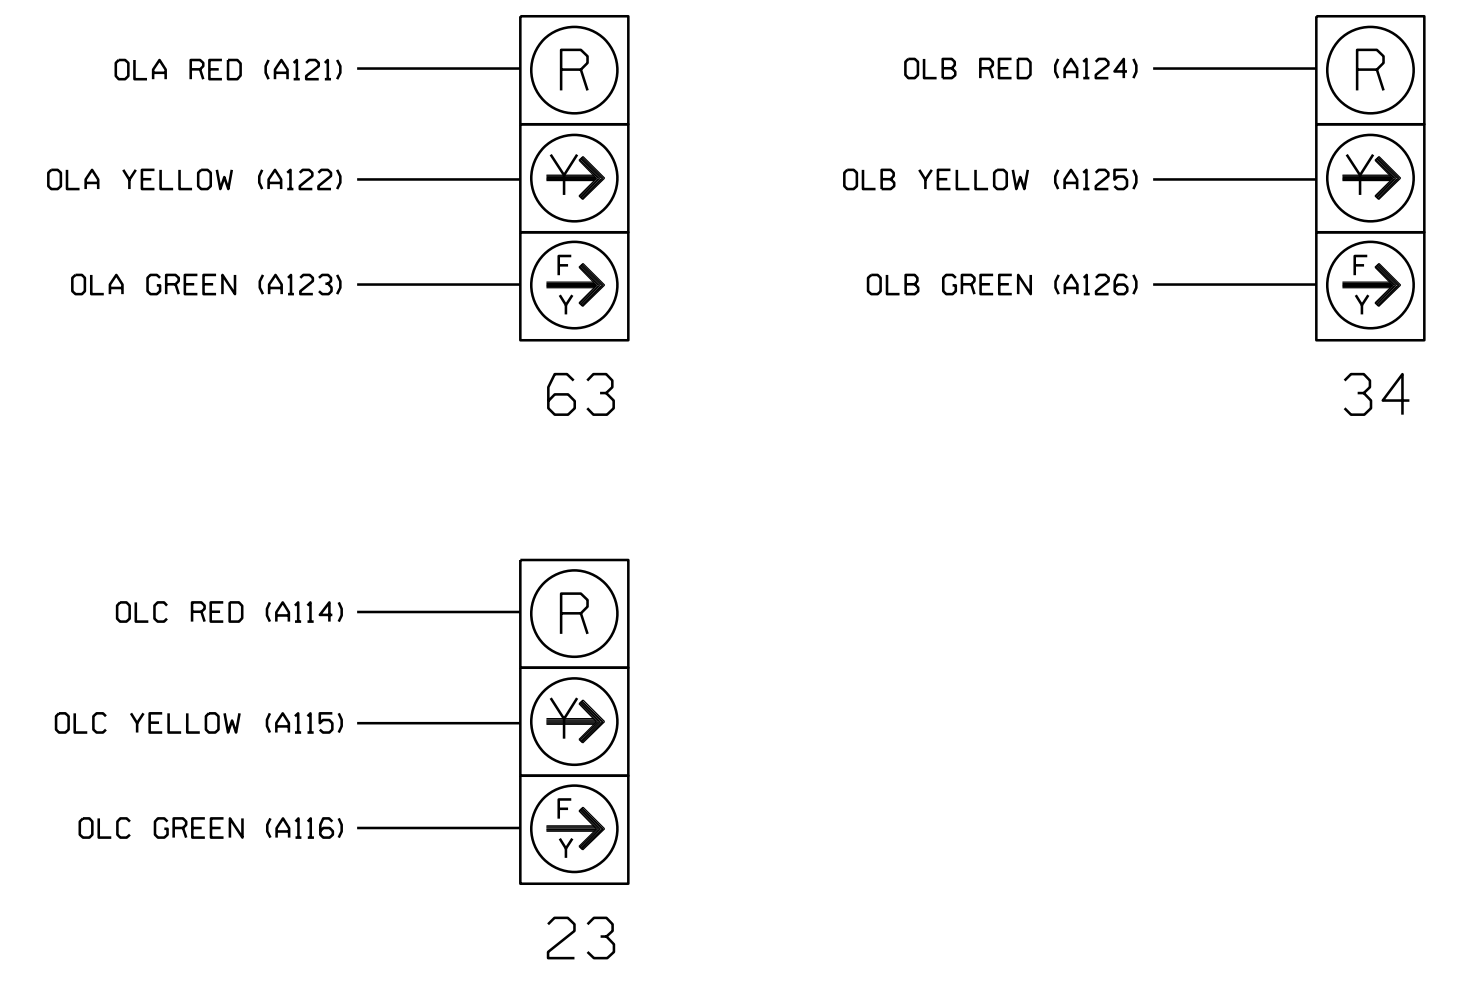 OLA RED (A121)
R
OLA YELLOW (A122)
Y
OLA GREEN (A123)
F
Y
63
OLB RED (A124)
R
OLB YELLOW (A125)
Y
OLB GREEN (A126)
F
Y
34
OLC RED (A114)
R
OLC YELLOW (A115)
Y
OLC GREEN (A116)
F
Y
23